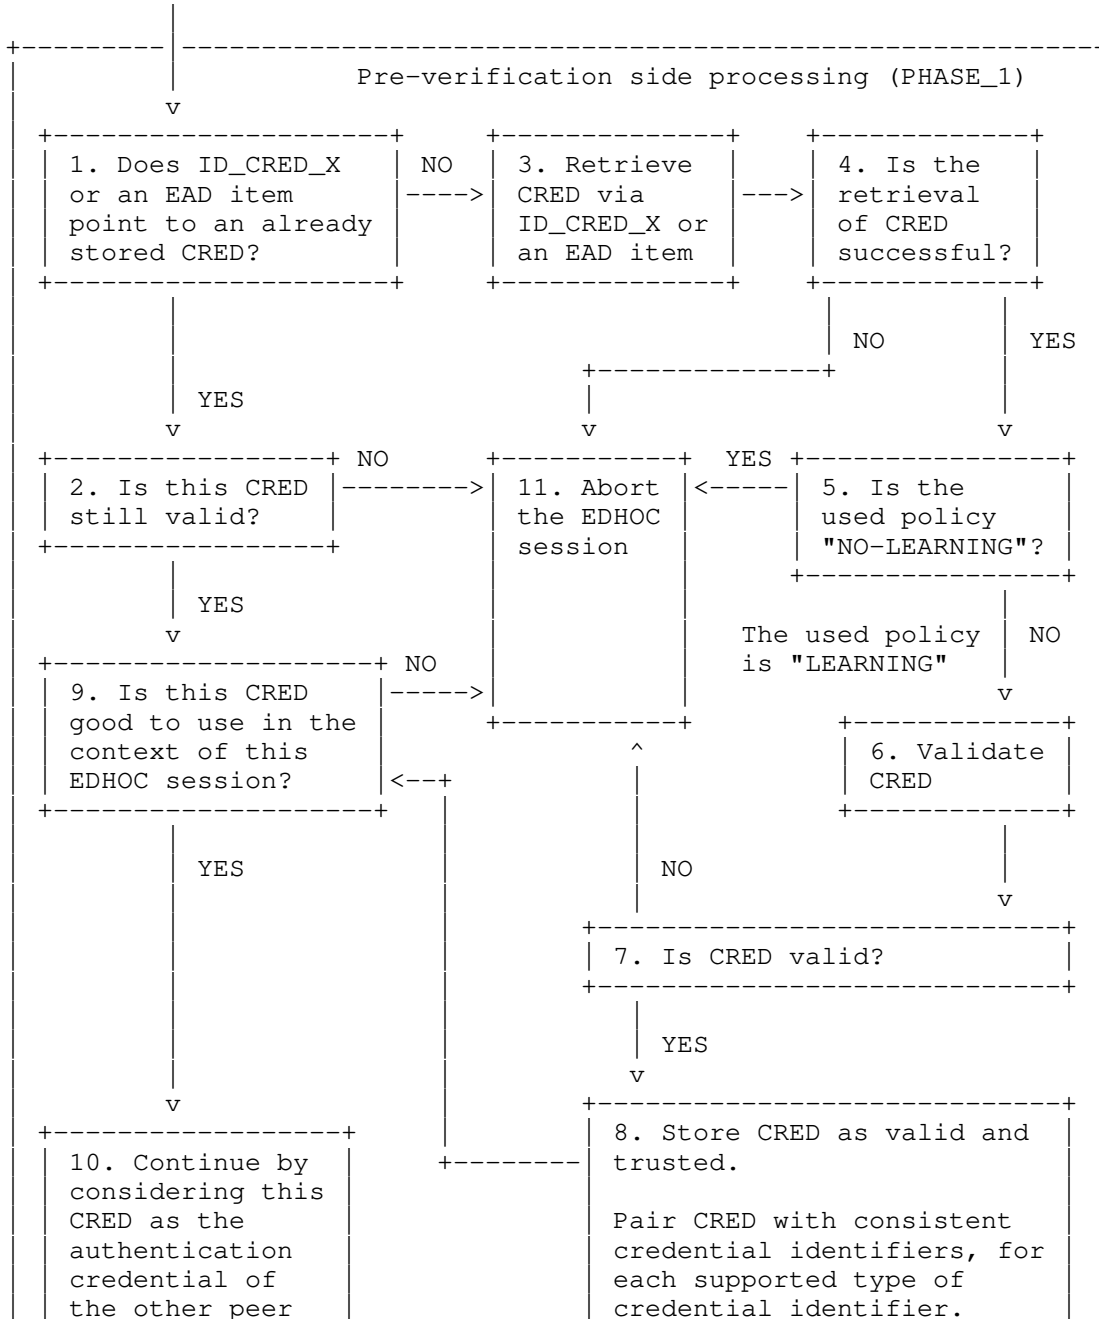 Pre-verification side processing (PHASE_1)
1. Does ID_CRED_X
or an EAD item
point to an already
stored CRED?
NO
3. Retrieve
CRED via
ID_CRED_X or
an EAD item
4. Is the
retrieval
of CRED
successful?
NO
YES
YES
2. Is this CRED
still valid?
NO
11. Abort
the EDHOC
session
YES
5. Is the
used policy
"NO-LEARNING"?
YES
The used policy
is "LEARNING"
NO
9. Is this CRED
good to use in the
context of this
EDHOC session?
NO
6. Validate
CRED
YES
NO
7. Is CRED valid?
YES
10. Continue by
considering this
CRED as the
authentication
credential of
the other peer
8. Store CRED as valid and
trusted.
Pair CRED with consistent
credential identifiers, for
each supported type of
credential identifier.